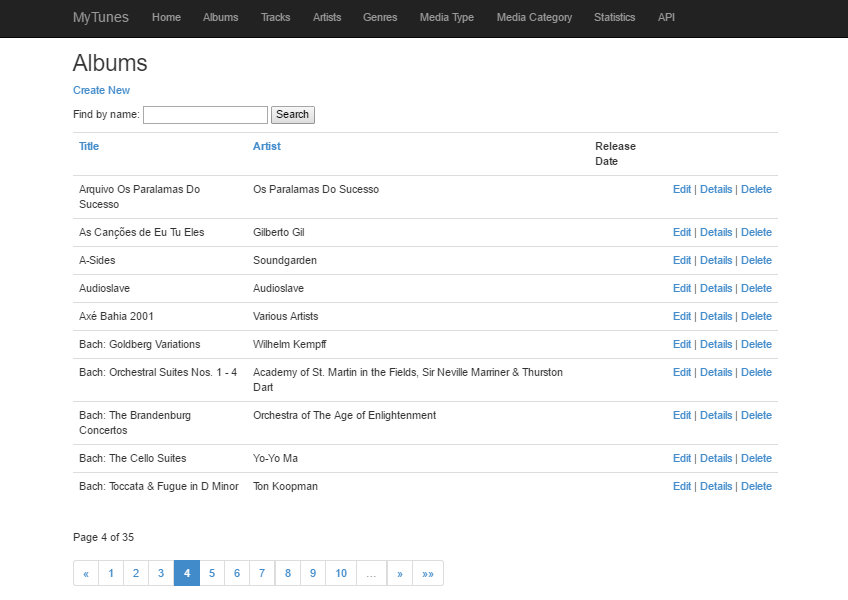 MyTunes Home Albums Tracks Artists Genres Media Type Media Category Statistics API
Albums
Create New
Find by name: Search
Title Artist Release
Date
Arquivo Os Paralamas Do Os Paralamas Do Sucesso Edit | Details | Delete
Sucesso
As Canções de Eu Tu Eles Gilberto Gil Edit | Details | Delete
A-Sides Soundgarden Edit | Details | Delete
Audioslave Audioslave Edit | Details | Delete
Axé Bahia 2001 Various Artists Edit | Details | Delete
Bach: Goldberg Variations Wilhelm Kempff Edit | Details | Delete
Bach: Orchestral Suites Nos. 1 - 4 Academy of St. Martin in the Fields, Sir Neville Marriner & Thurston Edit | Details | Delete
Dart
Bach: The Brandenburg Orchestra of The Age of Enlightenment Edit | Details | Delete
Concertos
Bach: The Cello Suites Yo-Yo Ma Edit | Details | Delete
Bach: Toccata & Fugue in D Minor Ton Koopman Edit | Details | Delete
Page 4 of 35
« 1 2 3 4 5 6 7 8 9 10 … » »»